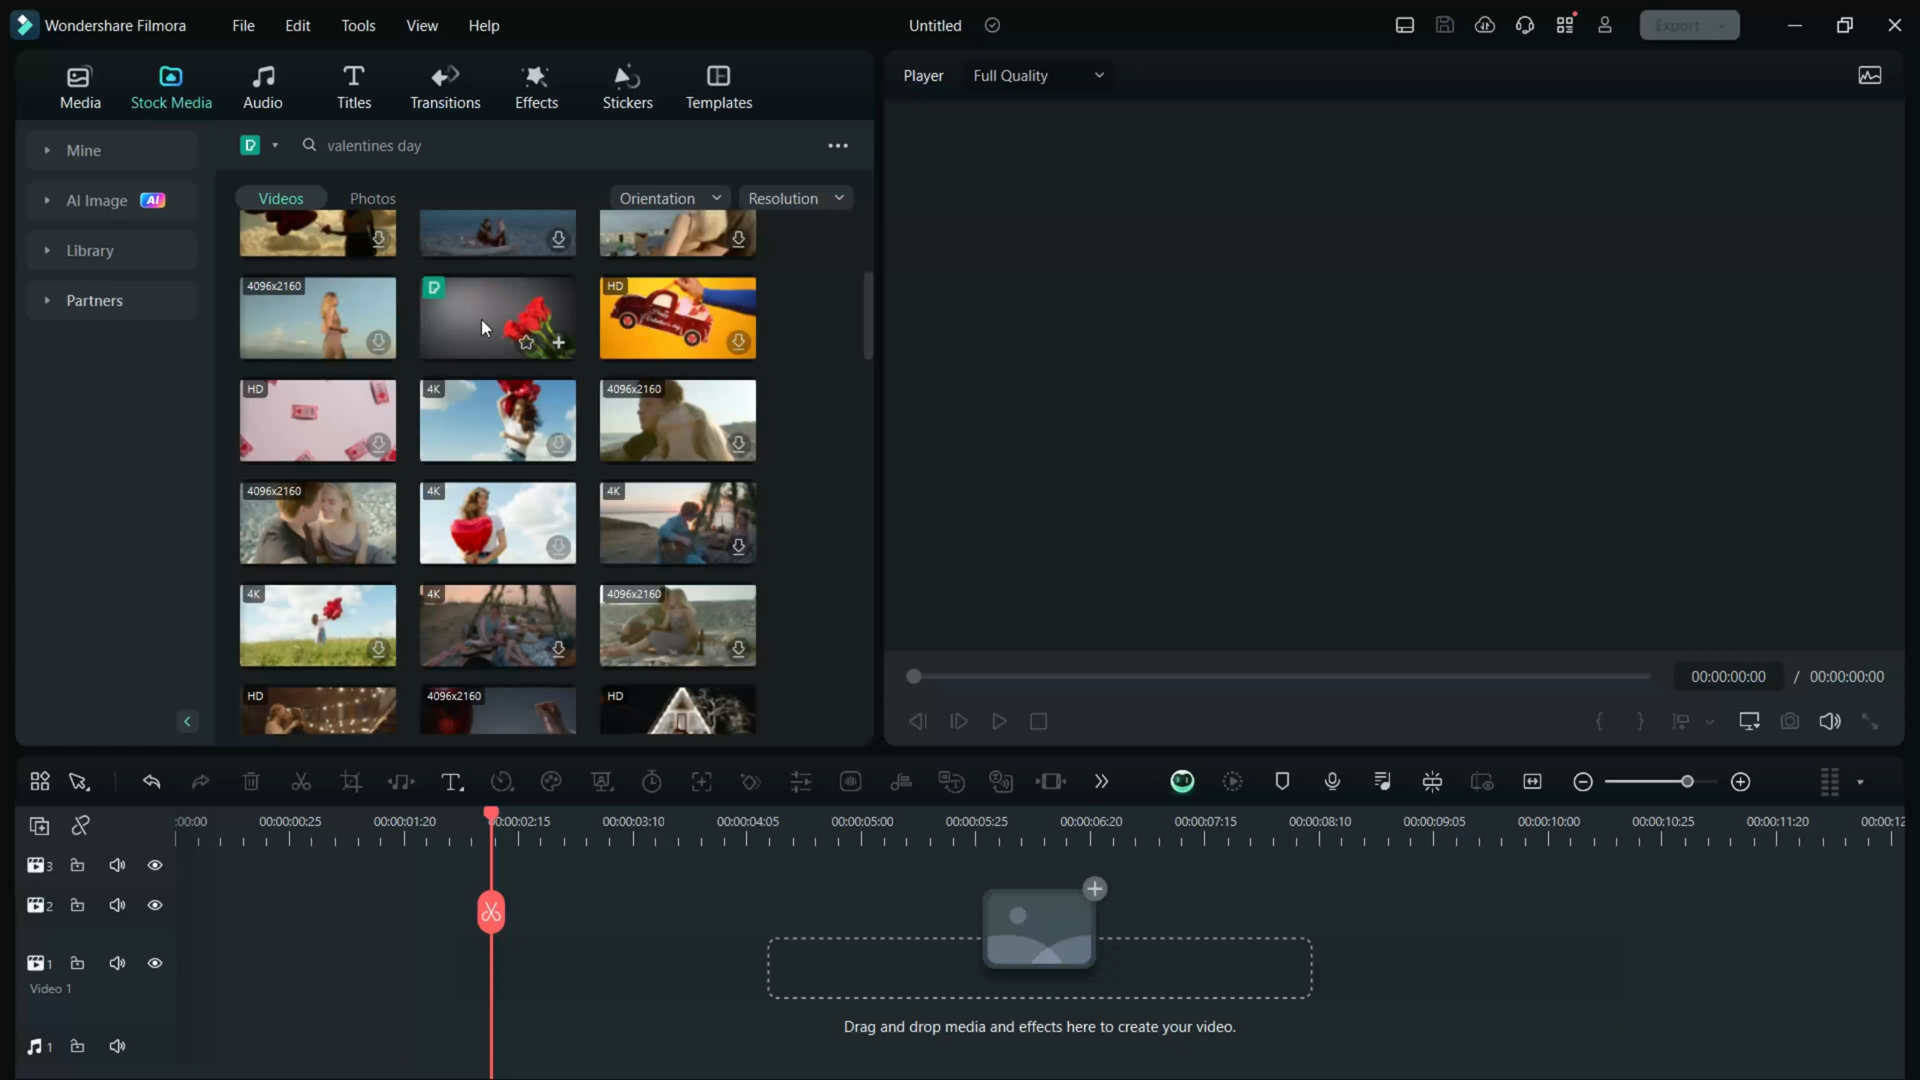 Wondershare Filmora File Edit Tools View Help Untitled Export
Media Stock Media Audio Titles Transitions Effects Stickers Templates
Player Full Quality
Mine
AI Image AI
Library
Partners
valentines day
Videos Photos Orientation Resolution
4096x2160 HD
HD 4K 4096x2160
4096x2160 4K 4K
4K 4K 4096x2160
HD 4096x2160 HD
00:00:00:00 / 00:00:00:00
:00:00 00:00:00:25 00:00:01:20 00:00:02:15 00:00:03:10 00:00:04:05 00:00:05:00 00:00:05:25 00:00:06:20 00:00:07:15 00:00:08:10 00:00:09:05 00:00:10:00 00:00:10:25 00:00:11:20 00:00:12
3
2
1
Video 1
1
Drag and drop media and effects here to create your video.